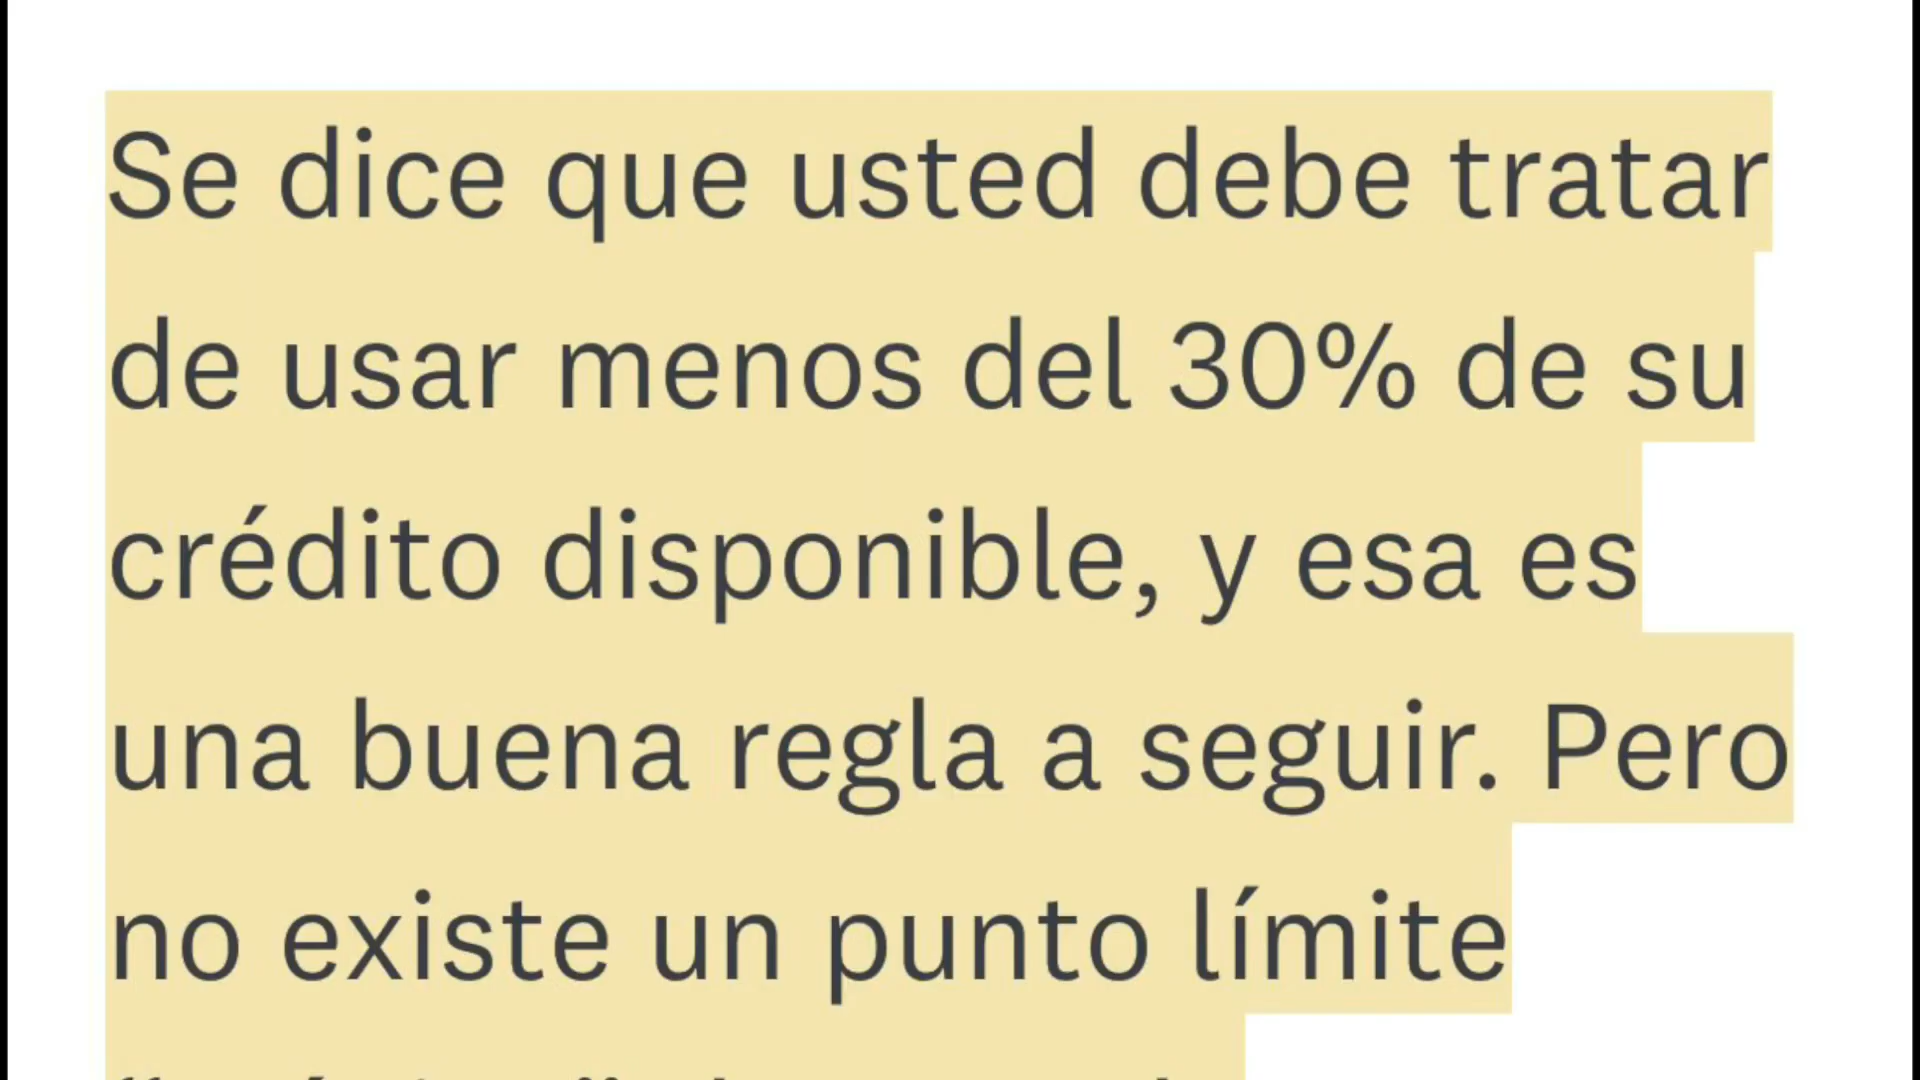 Se dice que usted debe tratar
de usar menos del 30% de su
crédito disponible, y esa es
una buena regla a seguir. Pero
no existe un punto límite